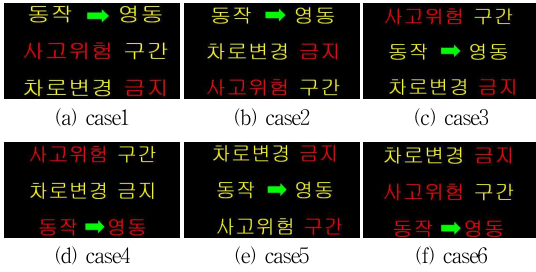 동작 ➡ 영동
사고위험 구간
차로변경 금지
(a) case1
동작 ➡ 영동
차로변경 금지
사고위험 구간
(b) case2
사고위험 구간
동작 ➡ 영동
차로변경 금지
(c) case3
사고위험 구간
차로변경 금지
동작 ➡ 영동
(d) case4
차로변경 금지
동작 ➡ 영동
사고위험 구간
(e) case5
차로변경 금지
사고위험 구간
동작 ➡ 영동
(f) case6